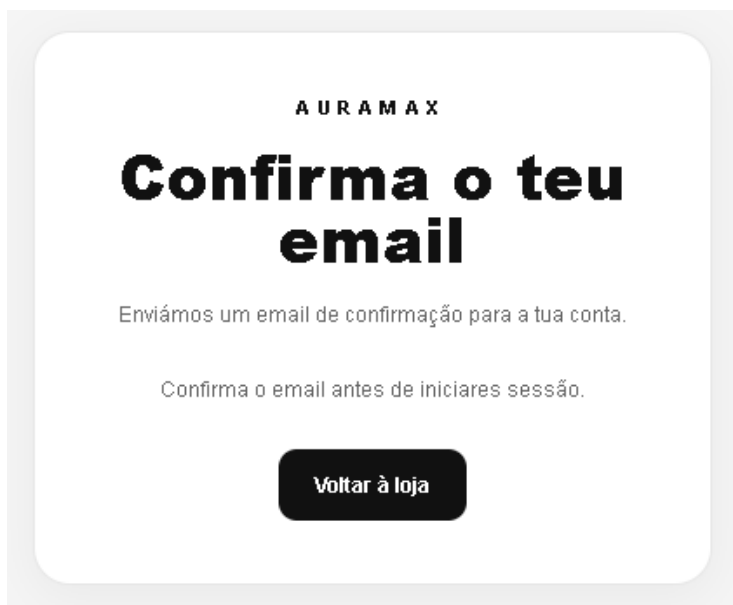 AURAMAX
Confirma o teu
email
Enviámos um email de confirmação para a tua conta.
Confirma o email antes de iniciares sessão.
Voltar à loja